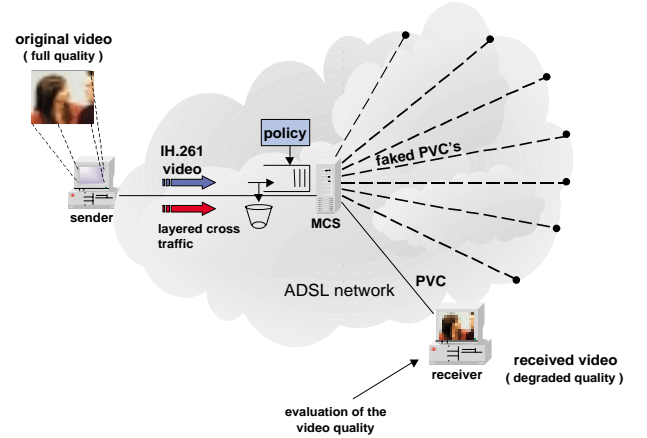 original video
( full quality )
policy
IH.261
video
faked PVC's
sender
layered cross
traffic
MCS
ADSL network
PVC
receiver
received video
( degraded quality )
evaluation of the
video quality